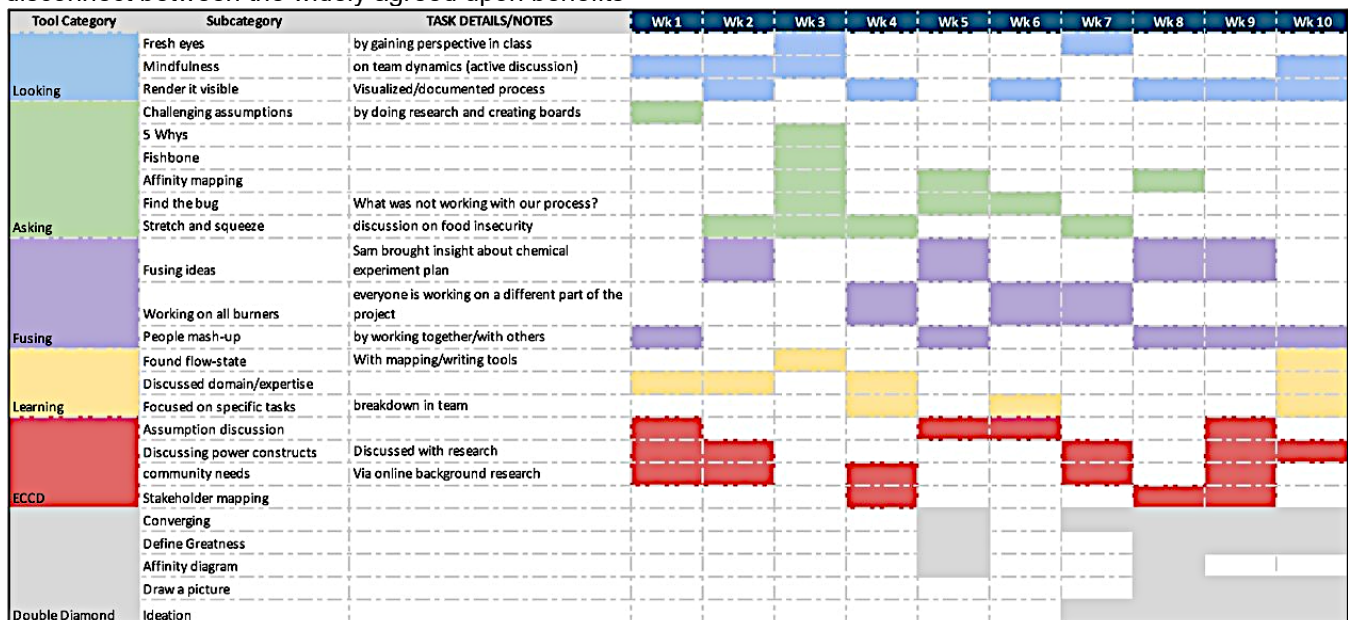 disconnect between the widely agreed upon benefits
Tool Category Subcategory TASK DETAILS/NOTES Wk 1 Wk 2 Wk 3 Wk 4 Wk 5 Wk 6 Wk 7 Wk 8 Wk 9 Wk 10
Fresh eyes by gaining perspective in class
Mindfulness on team dynamics (active discussion)
Looking Render it visible Visualized/documented process
Challenging assumptions by doing research and creating boards
5 Whys
Fishbone
Affinity mapping
Find the bug What was not working with our process?
Asking Stretch and squeeze discussion on food insecurity
Sam brought insight about chemical
Fusing ideas experiment plan
everyone is working on a different part of the
Working on all burners project
Fusing People mash-up by working together/with others
Found flow-state With mapping/writing tools
Discussed domain/expertise
Learning Focused on specific tasks breakdown in team
Assumption discussion
Discussing power constructs Discussed with research
community needs Via online background research
ECCD Stakeholder mapping
Converging
Define Greatness
Affinity diagram
Draw a picture
Double Diamond Ideation